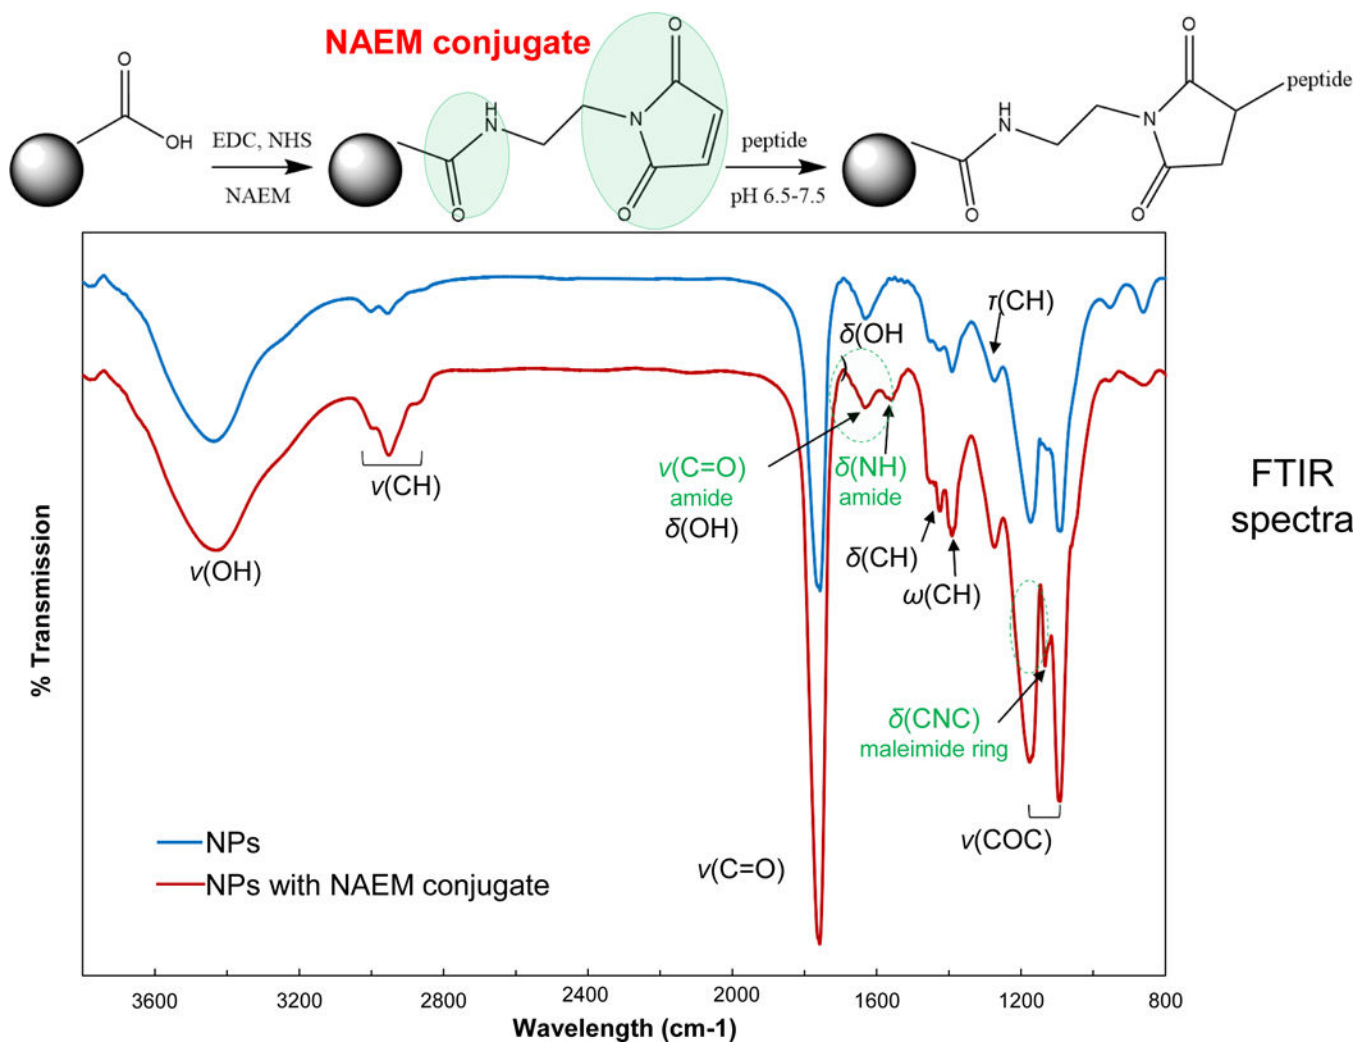 NAEM conjugate
O
OH
EDC, NHS
NAEM
O
H
N
N
O
O
peptide
pH 6.5-7.5
O
H
N
N
O
O
peptide
τ(CH)
δ(OH
)
ν(CH)
ν(OH)
ν(C=O)
amide
δ(OH)
δ(NH)
amide
δ(CH)
ω(CH)
δ(CNC)
maleimide ring
ν(COC)
ν(C=O)
NPs
NPs with NAEM conjugate
FTIR
spectra
% Transmission
3600 3200 2800 2400 2000 1600 1200 800
Wavelength (cm-1)